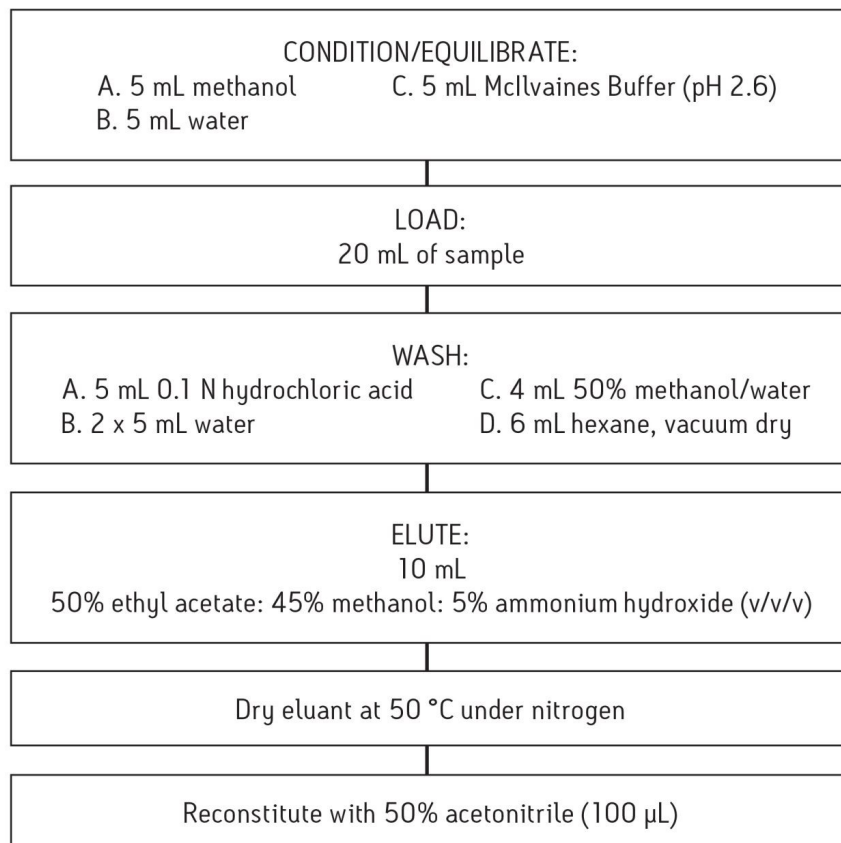 CONDITION/EQUILIBRATE:
A. 5 mL methanol
B. 5 mL water
C. 5 mL McIlvaines Buffer (pH 2.6)
LOAD:
20 mL of sample
WASH:
A. 5 mL 0.1 N hydrochloric acid
B. 2 x 5 mL water
C. 4 mL 50% methanol/water
D. 6 mL hexane, vacuum dry
ELUTE:
10 mL
50% ethyl acetate: 45% methanol: 5% ammonium hydroxide (v/v/v)
Dry eluant at 50 °C under nitrogen
Reconstitute with 50% acetonitrile (100 µL)